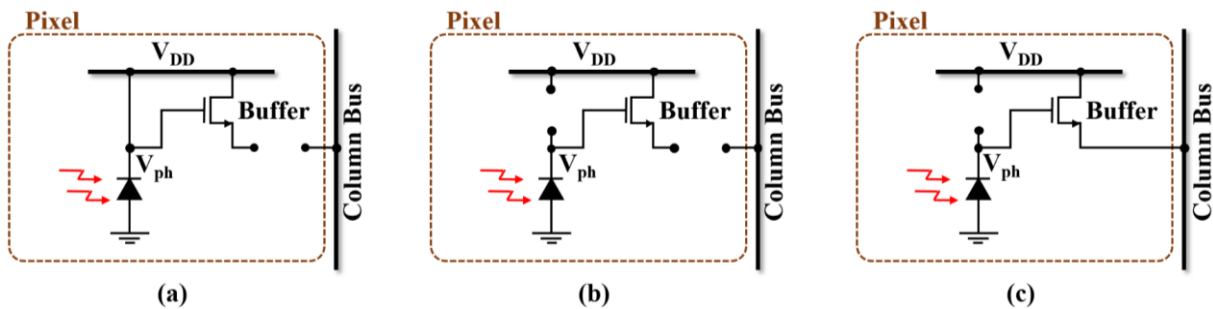 Pixel
VDD
Buffer
Vph
Column Bus
(a)
Pixel
VDD
Buffer
Vph
Column Bus
(b)
Pixel
VDD
Buffer
Vph
Column Bus
(c)